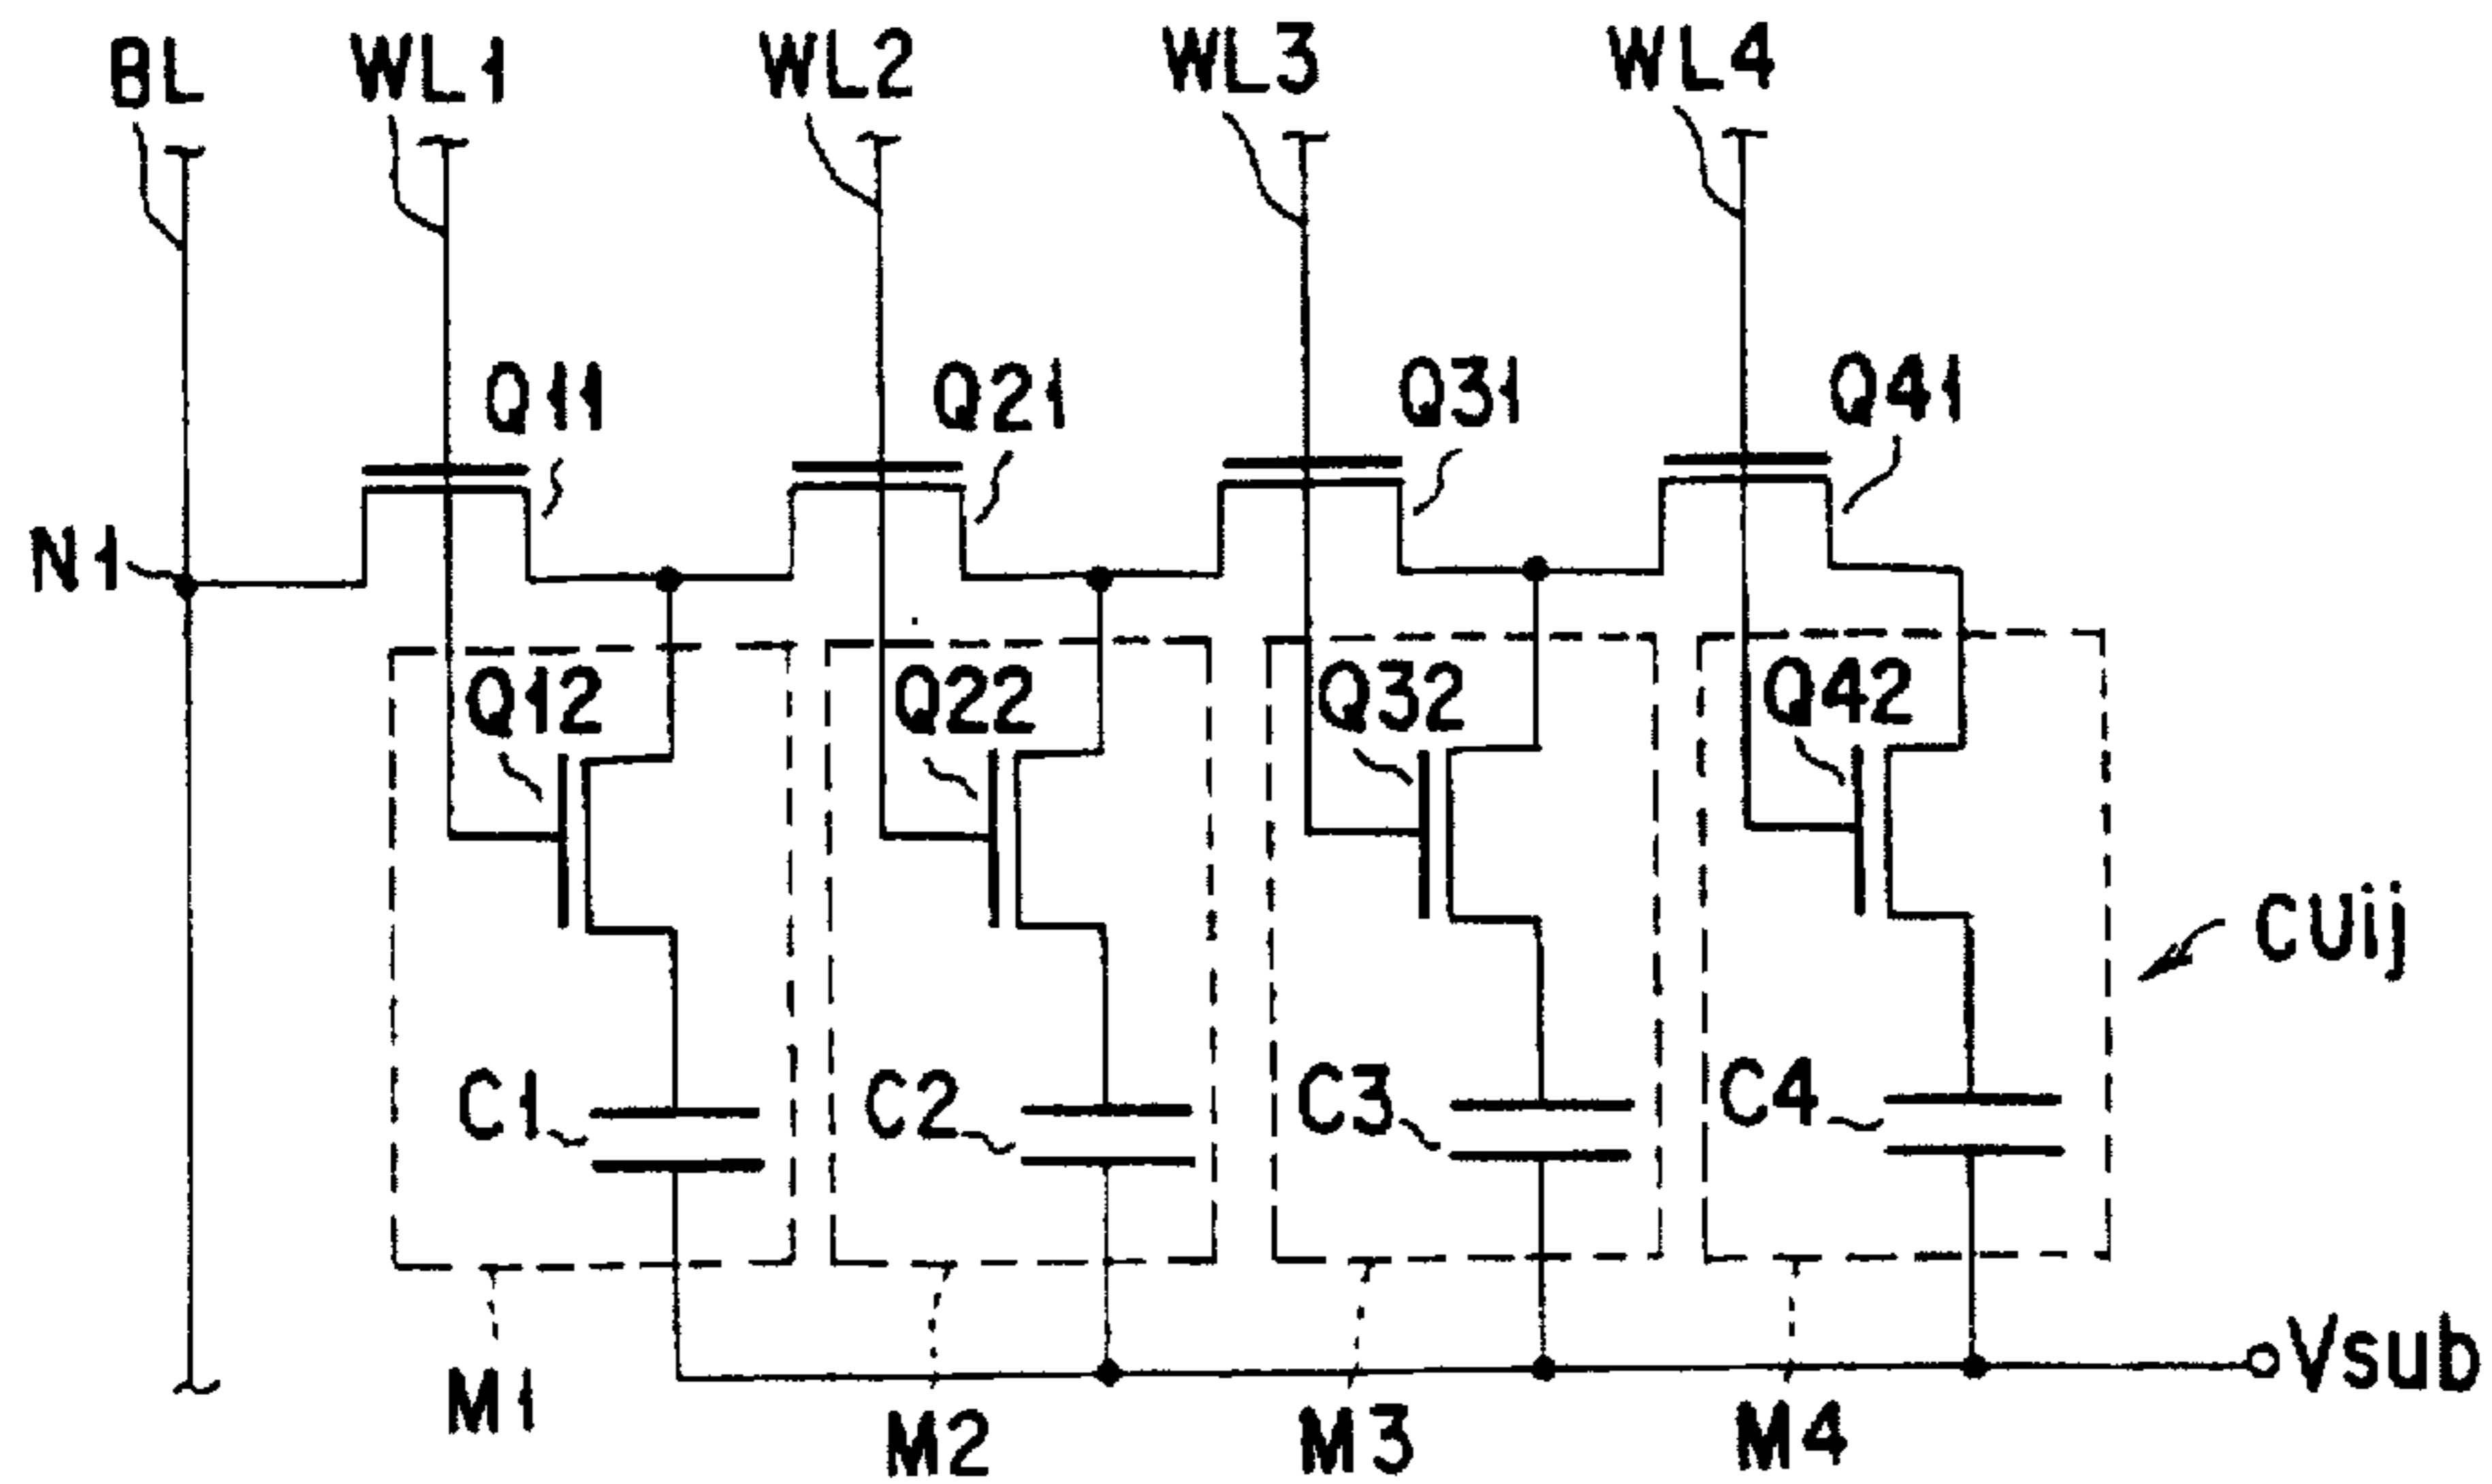 BL WL1 WL2 WL3 WL4
Q11 Q21 Q31 Q41
N1
Q12 Q22 Q32 Q42
CUij
C1 C2 C3 C4
Vsub
M1 M2 M3 M4